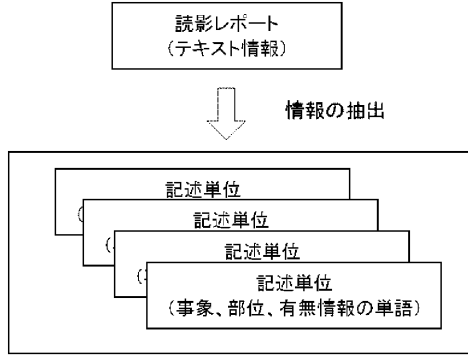 読影レポート
(テキスト情報)
情報の抽出
記述単位
(
記述単位
(
記述単位
(
記述単位
(事象、部位、有無情報の単語)